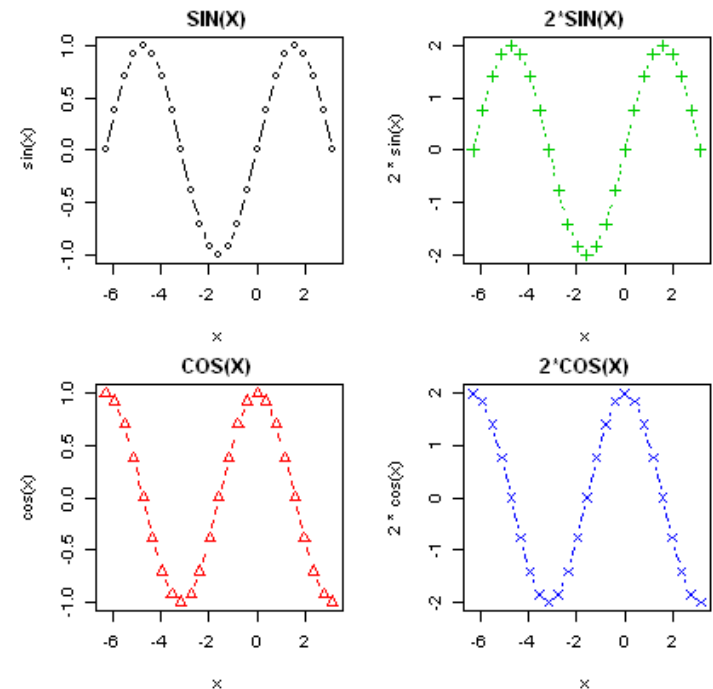 SIN(X)
sin(x)
1.0
0.5
0.0
-0.5
-1.0
-6 -4 -2 0 2
x
2*SIN(X)
2 * sin(x)
2
1
0
-1
-2
-6 -4 -2 0 2
x
COS(X)
cos(x)
1.0
0.5
0.0
-0.5
-1.0
-6 -4 -2 0 2
x
2*COS(X)
2 * cos(x)
2
1
0
-1
-2
-6 -4 -2 0 2
x